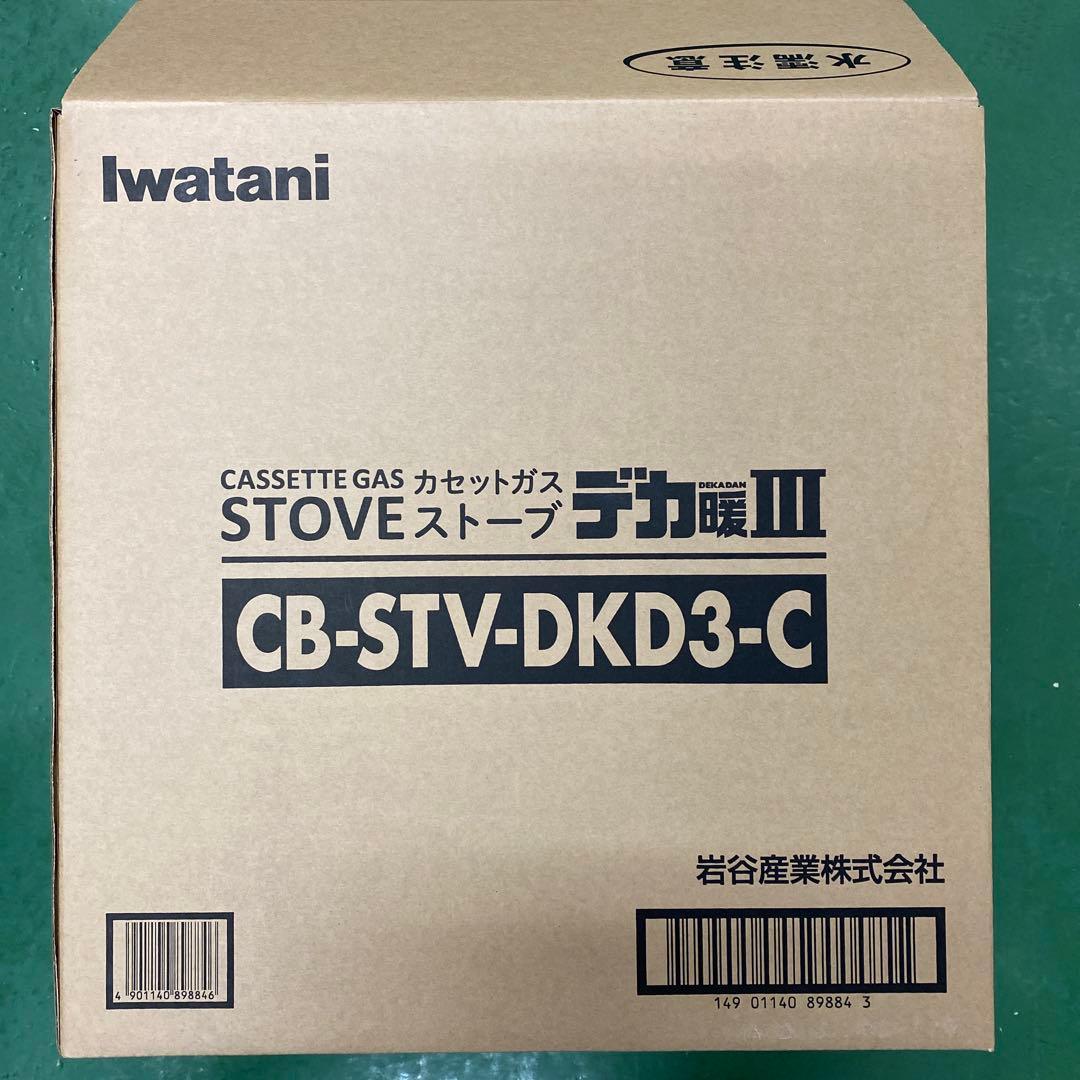 水濡注意
Iwatani
CASSETTE GAS カセットガス
STOVE ストーブ
DEKADAN
デカ暖III
CB-STV-DKD3-C
岩谷産業株式会社
4 901140 898846
149 01140 89884 3